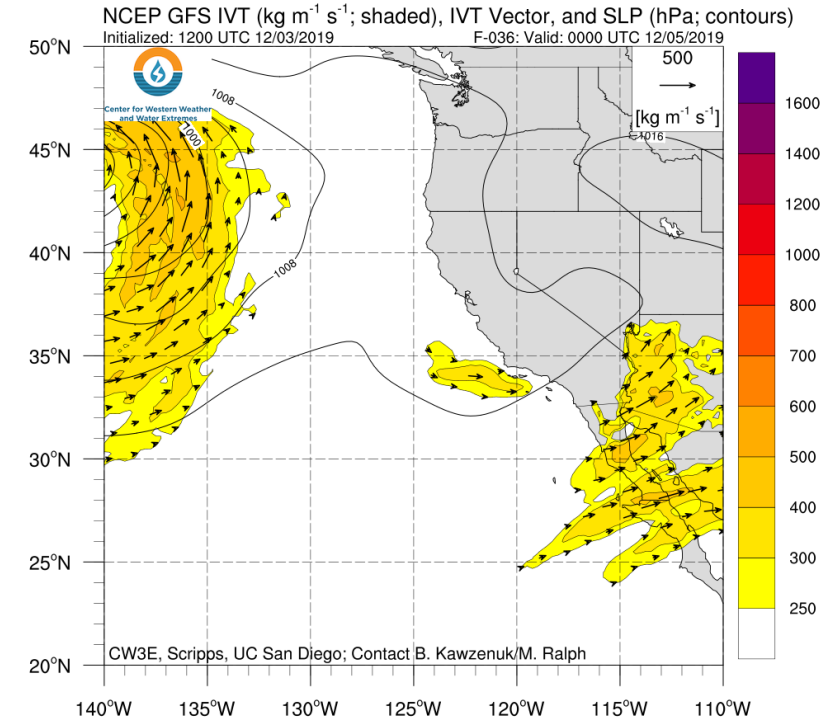 NCEP GFS IVT (kg m⁻¹ s⁻¹; shaded), IVT Vector, and SLP (hPa; contours)
Initialized: 1200 UTC 12/03/2019 F-036: Valid: 0000 UTC 12/05/2019
50°N
500
[kg m⁻¹ s⁻¹]
Center for Western Weather
and Water Extremes
1008
1000
1016
1008
45°N
40°N
35°N
30°N
25°N
20°N
1600
1400
1200
1000
800
700
600
500
400
300
250
CW3E, Scripps, UC San Diego; Contact B. Kawzenuk/M. Ralph
140°W 135°W 130°W 125°W 120°W 115°W 110°W